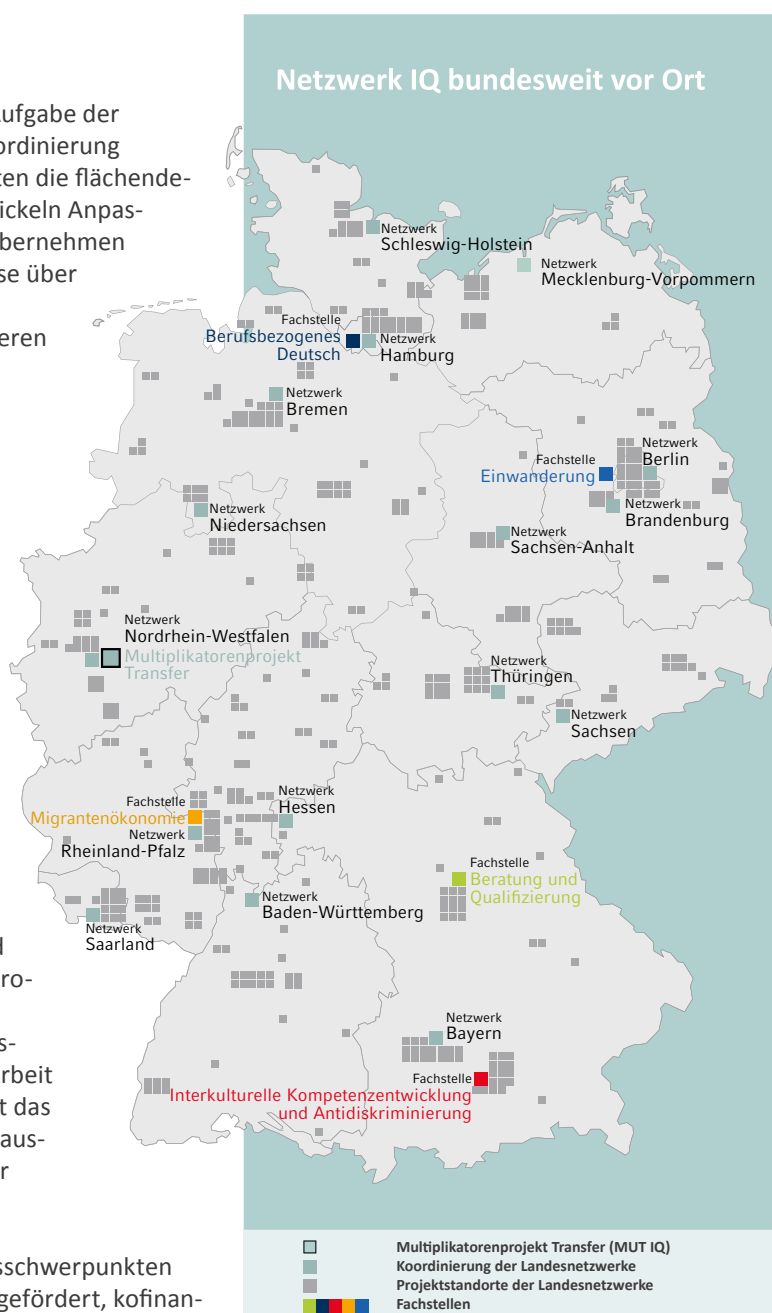 Netzwerk IQ bundesweit vor Ort
Aufgabe der
ordinierung
ten die flächende-
ickeln Anpas-
übernehmen
se über
eren
Netzwerk
Schleswig-Holstein
Netzwerk
Mecklenburg-Vorpommern
Fachstelle
Berufsbezogenes
Deutsch
Netzwerk
Hamburg
Netzwerk
Bremen
Netzwerk
Berlin
Fachstelle
Einwanderung
Netzwerk
Brandenburg
Netzwerk
Niedersachsen
Netzwerk
Sachsen-Anhalt
Netzwerk
Nordrhein-Westfalen
Multiplikatorenprojekt
Transfer
Netzwerk
Thüringen
Netzwerk
Sachsen
Netzwerk
Hessen
Fachstelle
Migrantenökonomie
Netzwerk
Rheinland-Pfalz
Fachstelle
Beratung und
Qualifizierung
Netzwerk
Baden-Württemberg
Netzwerk
Saarland
d
ro-
s-
rbeit
t das
aus-
r
Netzwerk
Bayern
Fachstelle
Interkulturelle Kompetenzentwicklung
und Antidiskriminierung
sschwerpunkten
gefördert, kofinan-
Multiplikatorenprojekt Transfer (MUT IQ)
Koordinierung der Landesnetzwerke
Projektstandorte der Landesnetzwerke
Fachstellen